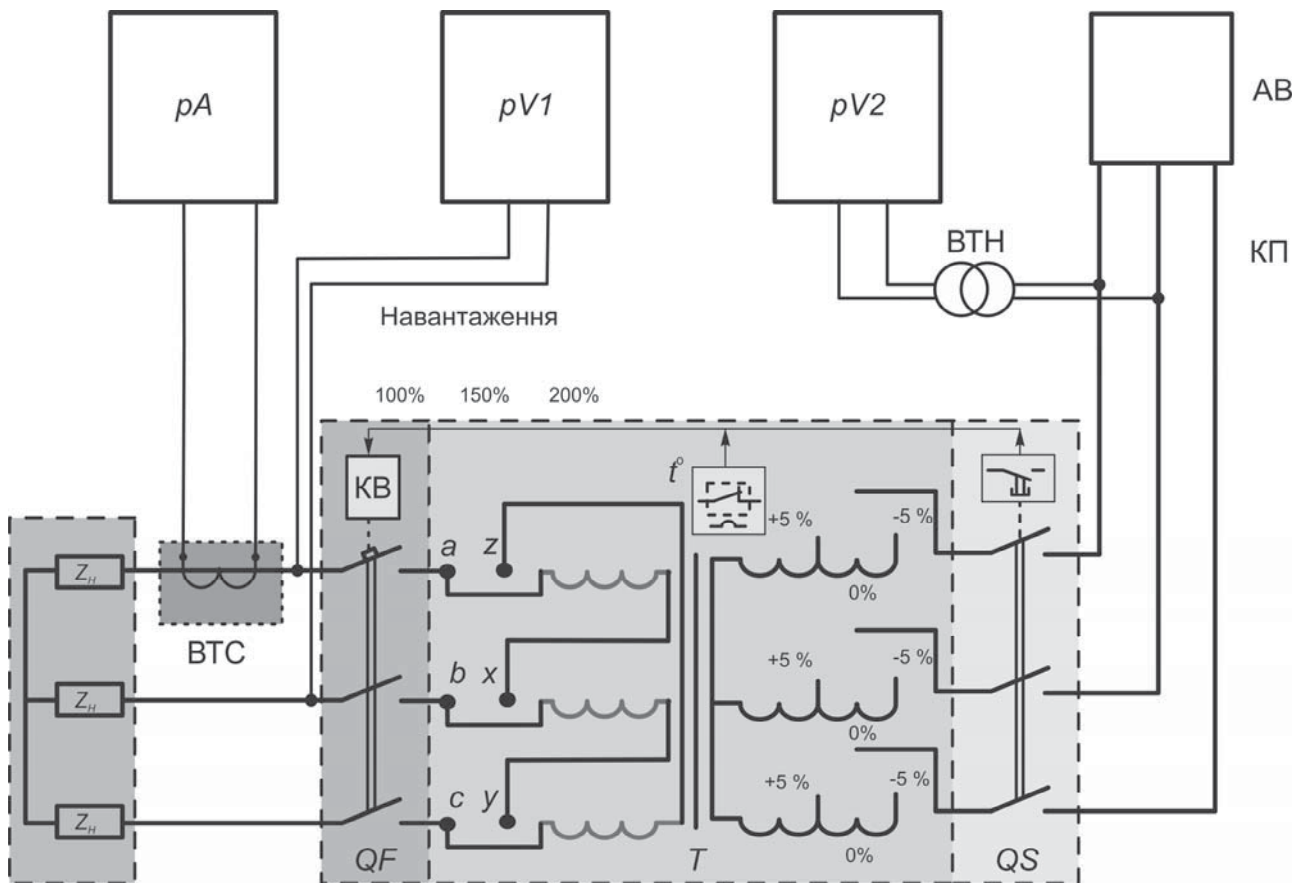 pA
pV1
pV2
АВ
ВТН
КП
Навантаження
100% 150% 200%
КВ
t°
+5 %
-5 %
0%
a
z
Zн
ВТС
+5 %
-5 %
0%
b
x
Zн
+5 %
-5 %
0%
c
y
Zн
QF
T
QS